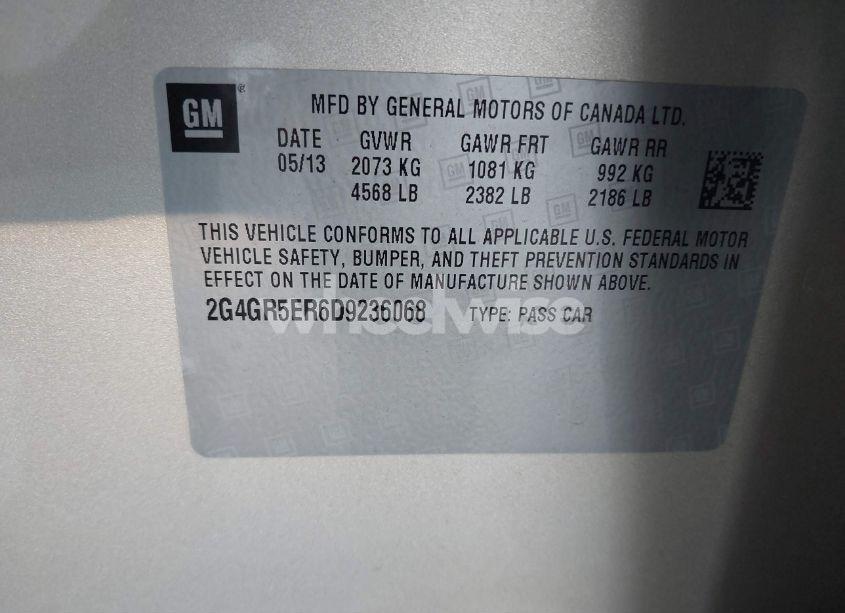 GM ®
MFD BY GENERAL MOTORS OF CANADA LTD.
DATE GVWR GAWR FRT GAWR RR
05/13 2073 KG 1081 KG 992 KG
4568 LB 2382 LB 2186 LB
THIS VEHICLE CONFORMS TO ALL APPLICABLE U.S. FEDERAL MOTOR
VEHICLE SAFETY, BUMPER, AND THEFT PREVENTION STANDARDS IN
EFFECT ON THE DATE OF MANUFACTURE SHOWN ABOVE.
2G4GR5ER6D9236068 TYPE: PASS CAR
wheelwise